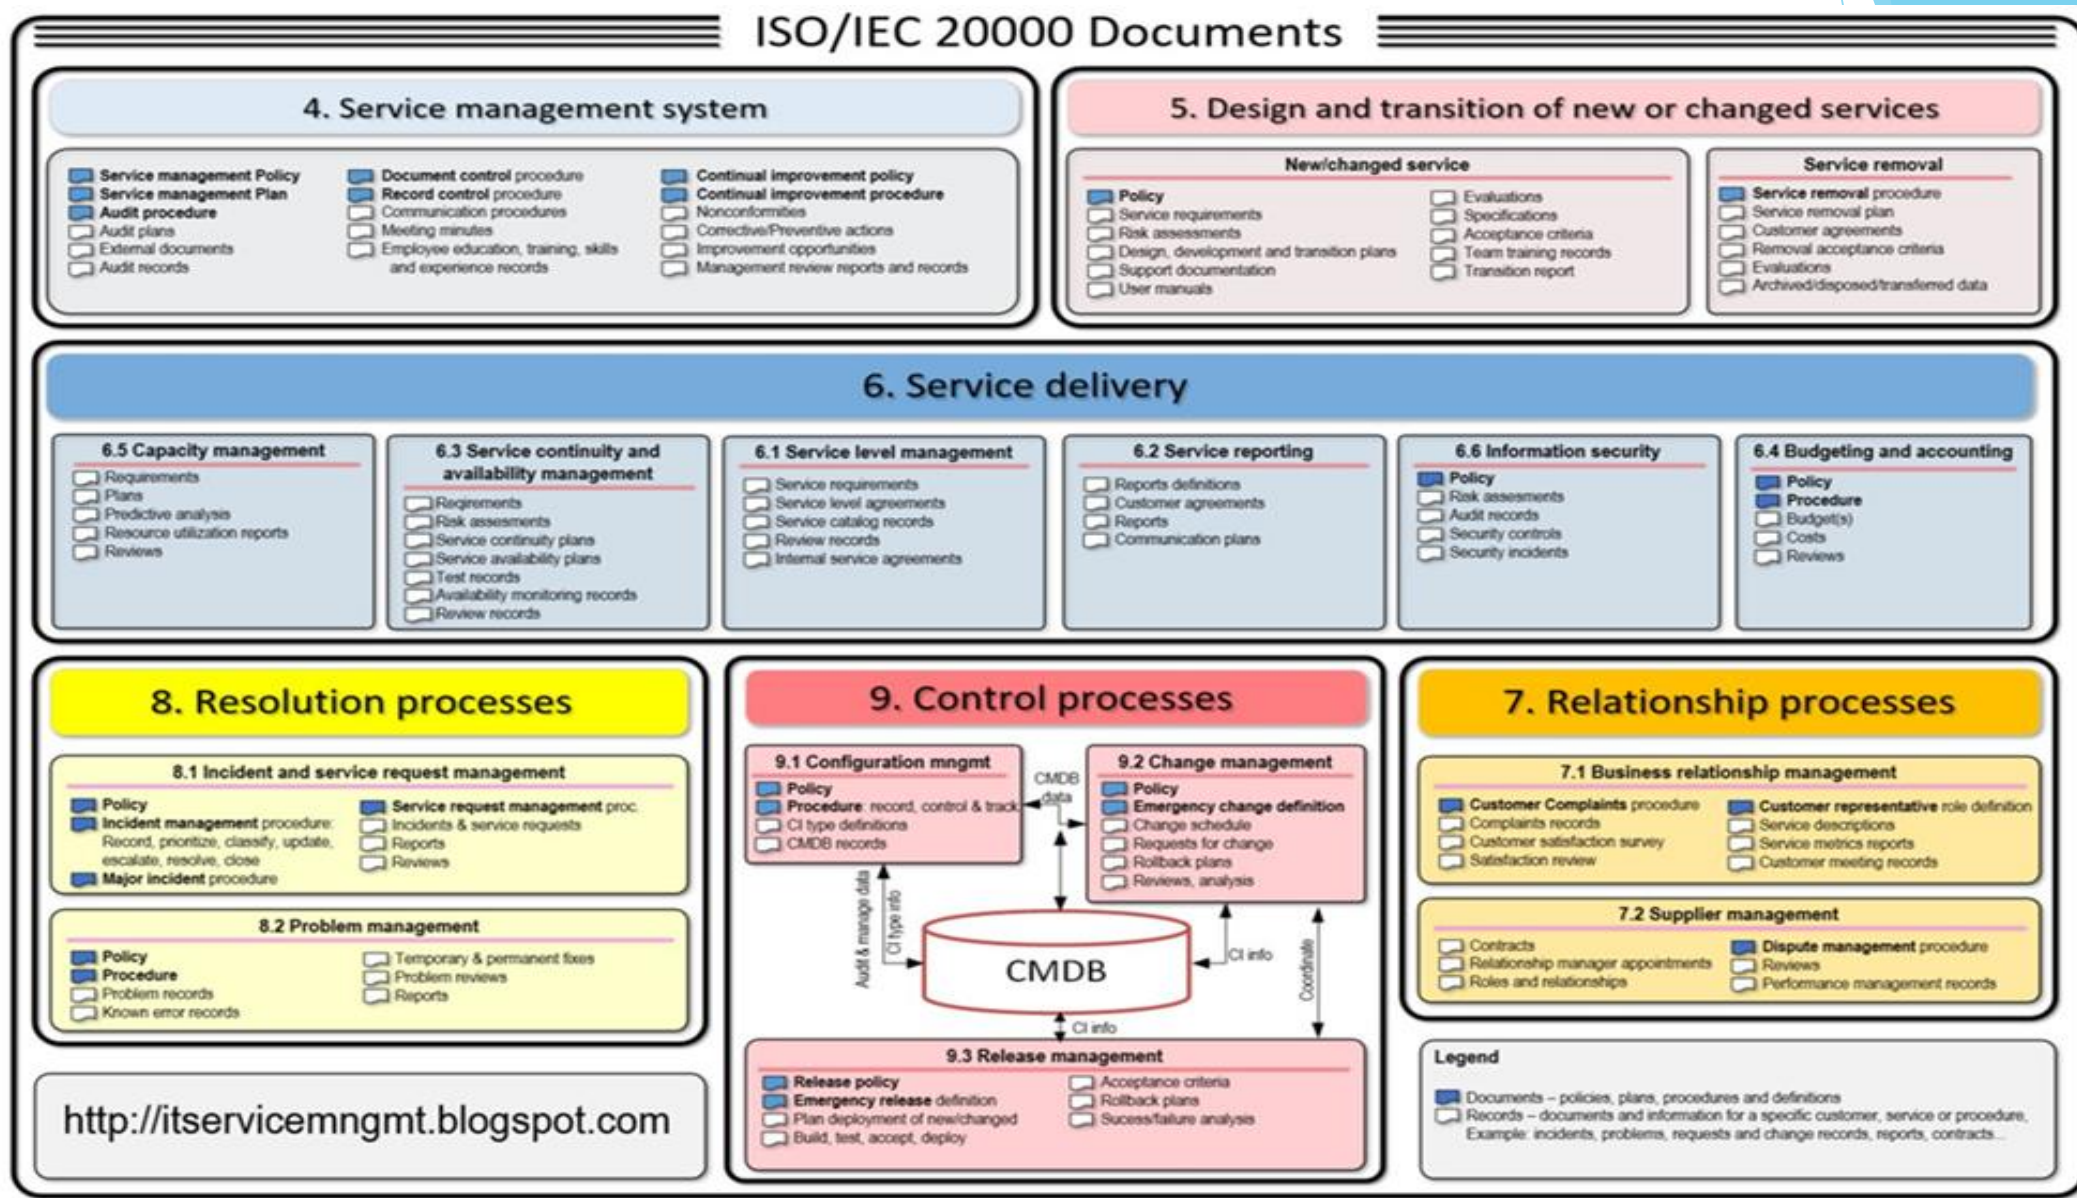 ISO/IEC 20000 Documents
4. Service management system
Service management Policy
Service management Plan
Audit procedure
Audit plans
External documents
Audit records
Document control procedure
Record control procedure
Communication procedures
Meeting minutes
Employee education, training, skills
and experience records
Continual improvement policy
Continual improvement procedure
Nonconformities
Corrective/Preventive actions
Improvement opportunities
Management review reports and records
5. Design and transition of new or changed services
New/changed service
Policy
Service requirements
Risk assessments
Design, development and transition plans
Support documentation
User manuals
Evaluations
Specifications
Acceptance criteria
Team training records
Transition report
Service removal
Service removal procedure
Service removal plan
Customer agreements
Removal acceptance criteria
Evaluations
Archived/disposed/transferred data
6. Service delivery
6.5 Capacity management
Requirements
Plans
Predictive analysis
Resource utilization reports
Reviews
6.3 Service continuity and
availability management
Reqirements
Risk assesments
Service continuity plans
Service availability plans
Test records
Availability monitoring records
Review records
6.1 Service level management
Service requirements
Service level agreements
Service catalog records
Review records
Internal service agreements
6.2 Service reporting
Reports definitions
Customer agreements
Reports
Communication plans
6.6 Information security
Policy
Risk assesments
Audit records
Security controls
Security incidents
6.4 Budgeting and accounting
Policy
Procedure
Budget(s)
Costs
Reviews
8. Resolution processes
8.1 Incident and service request management
Policy
Incident management procedure:
Record, prioritize, classify, update,
escalate, resolve, close
Major incident procedure
Service request management proc.
Incidents & service requests
Reports
Reviews
8.2 Problem management
Policy
Procedure
Problem records
Known error records
Temporary & permanent fixes
Problem reviews
Reports
http://itservicemngmt.blogspot.com
9. Control processes
9.1 Configuration mngmt
Policy
Procedure: record, control & track
CI type definitions
CMDB records
CMDB
data
9.2 Change management
Policy
Emergency change definition
Change schedule
Requests for change
Rollback plans
Reviews, analysis
Audit & manage data
CI type info
CMDB
CI info
Coordinate
CI info
9.3 Release management
Release policy
Emergency release definition
Plan deployment of new/changed
Build, test, accept, deploy
Acceptance criteria
Rollback plans
Sucess/failure analysis
7. Relationship processes
7.1 Business relationship management
Customer Complaints procedure
Complaints records
Customer satisfaction survey
Satisfaction review
Customer representative role definition
Service descriptions
Service metrics reports
Customer meeting records
7.2 Supplier management
Contracts
Relationship manager appointments
Roles and relationships
Dispute management procedure
Reviews
Performance management records
Legend
Documents – policies, plans, procedures and definitions
Records – documents and information for a specific customer, service or procedure,
Example: incidents, problems, requests and change records, reports, contracts...